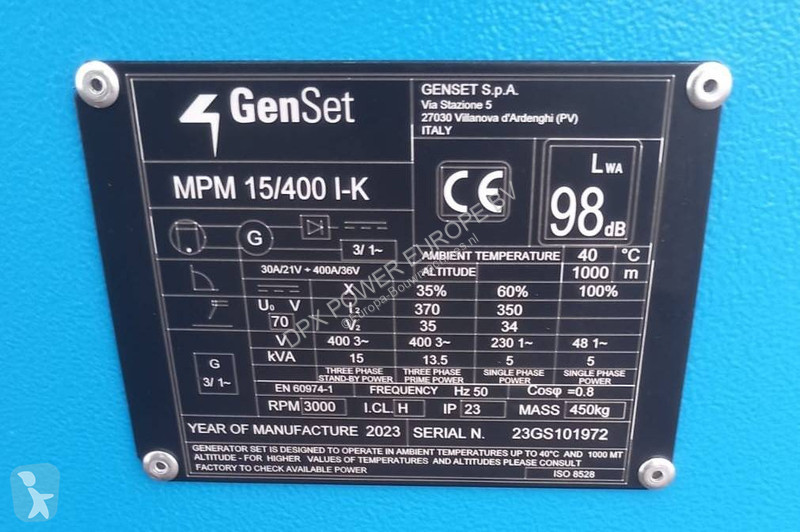 GenSet
GENSET S.p.A.
Via Stazione 5
27030 Villanova d'Ardenghi (PV)
ITALY
MPM 15/400 I-K
CE
LWA
98dB
G
3/ 1~
AMBIENT TEMPERATURE 40 °C
ALTITUDE 1000 m
30A/21V ÷ 400A/36V
X 35% 60% 100%
U₀ V I₂ 370 350
70 V₂ 35 34
V 400 3~ 400 3~ 230 1~ 48 1~
kVA 15 13.5 5 5
G
3/ 1~
THREE PHASE STAND-BY POWER THREE PHASE PRIME POWER SINGLE PHASE POWER SINGLE PHASE POWER
EN 60974-1 FREQUENCY Hz 50 Cosφ =0.8
RPM 3000 I.CL. H IP 23 MASS 450kg
YEAR OF MANUFACTURE 2023 SERIAL N. 23GS101972
GENERATOR SET IS DESIGNED TO OPERATE IN AMBIENT TEMPERATURES UP TO 40°C AND 1000 MT
ALTITUDE - FOR HIGHER VALUES OF TEMPERATURES AND ALTITUDES PLEASE CONSULT
FACTORY TO CHECK AVAILABLE POWER
ISO 8528
DPX POWER EUROPE BV